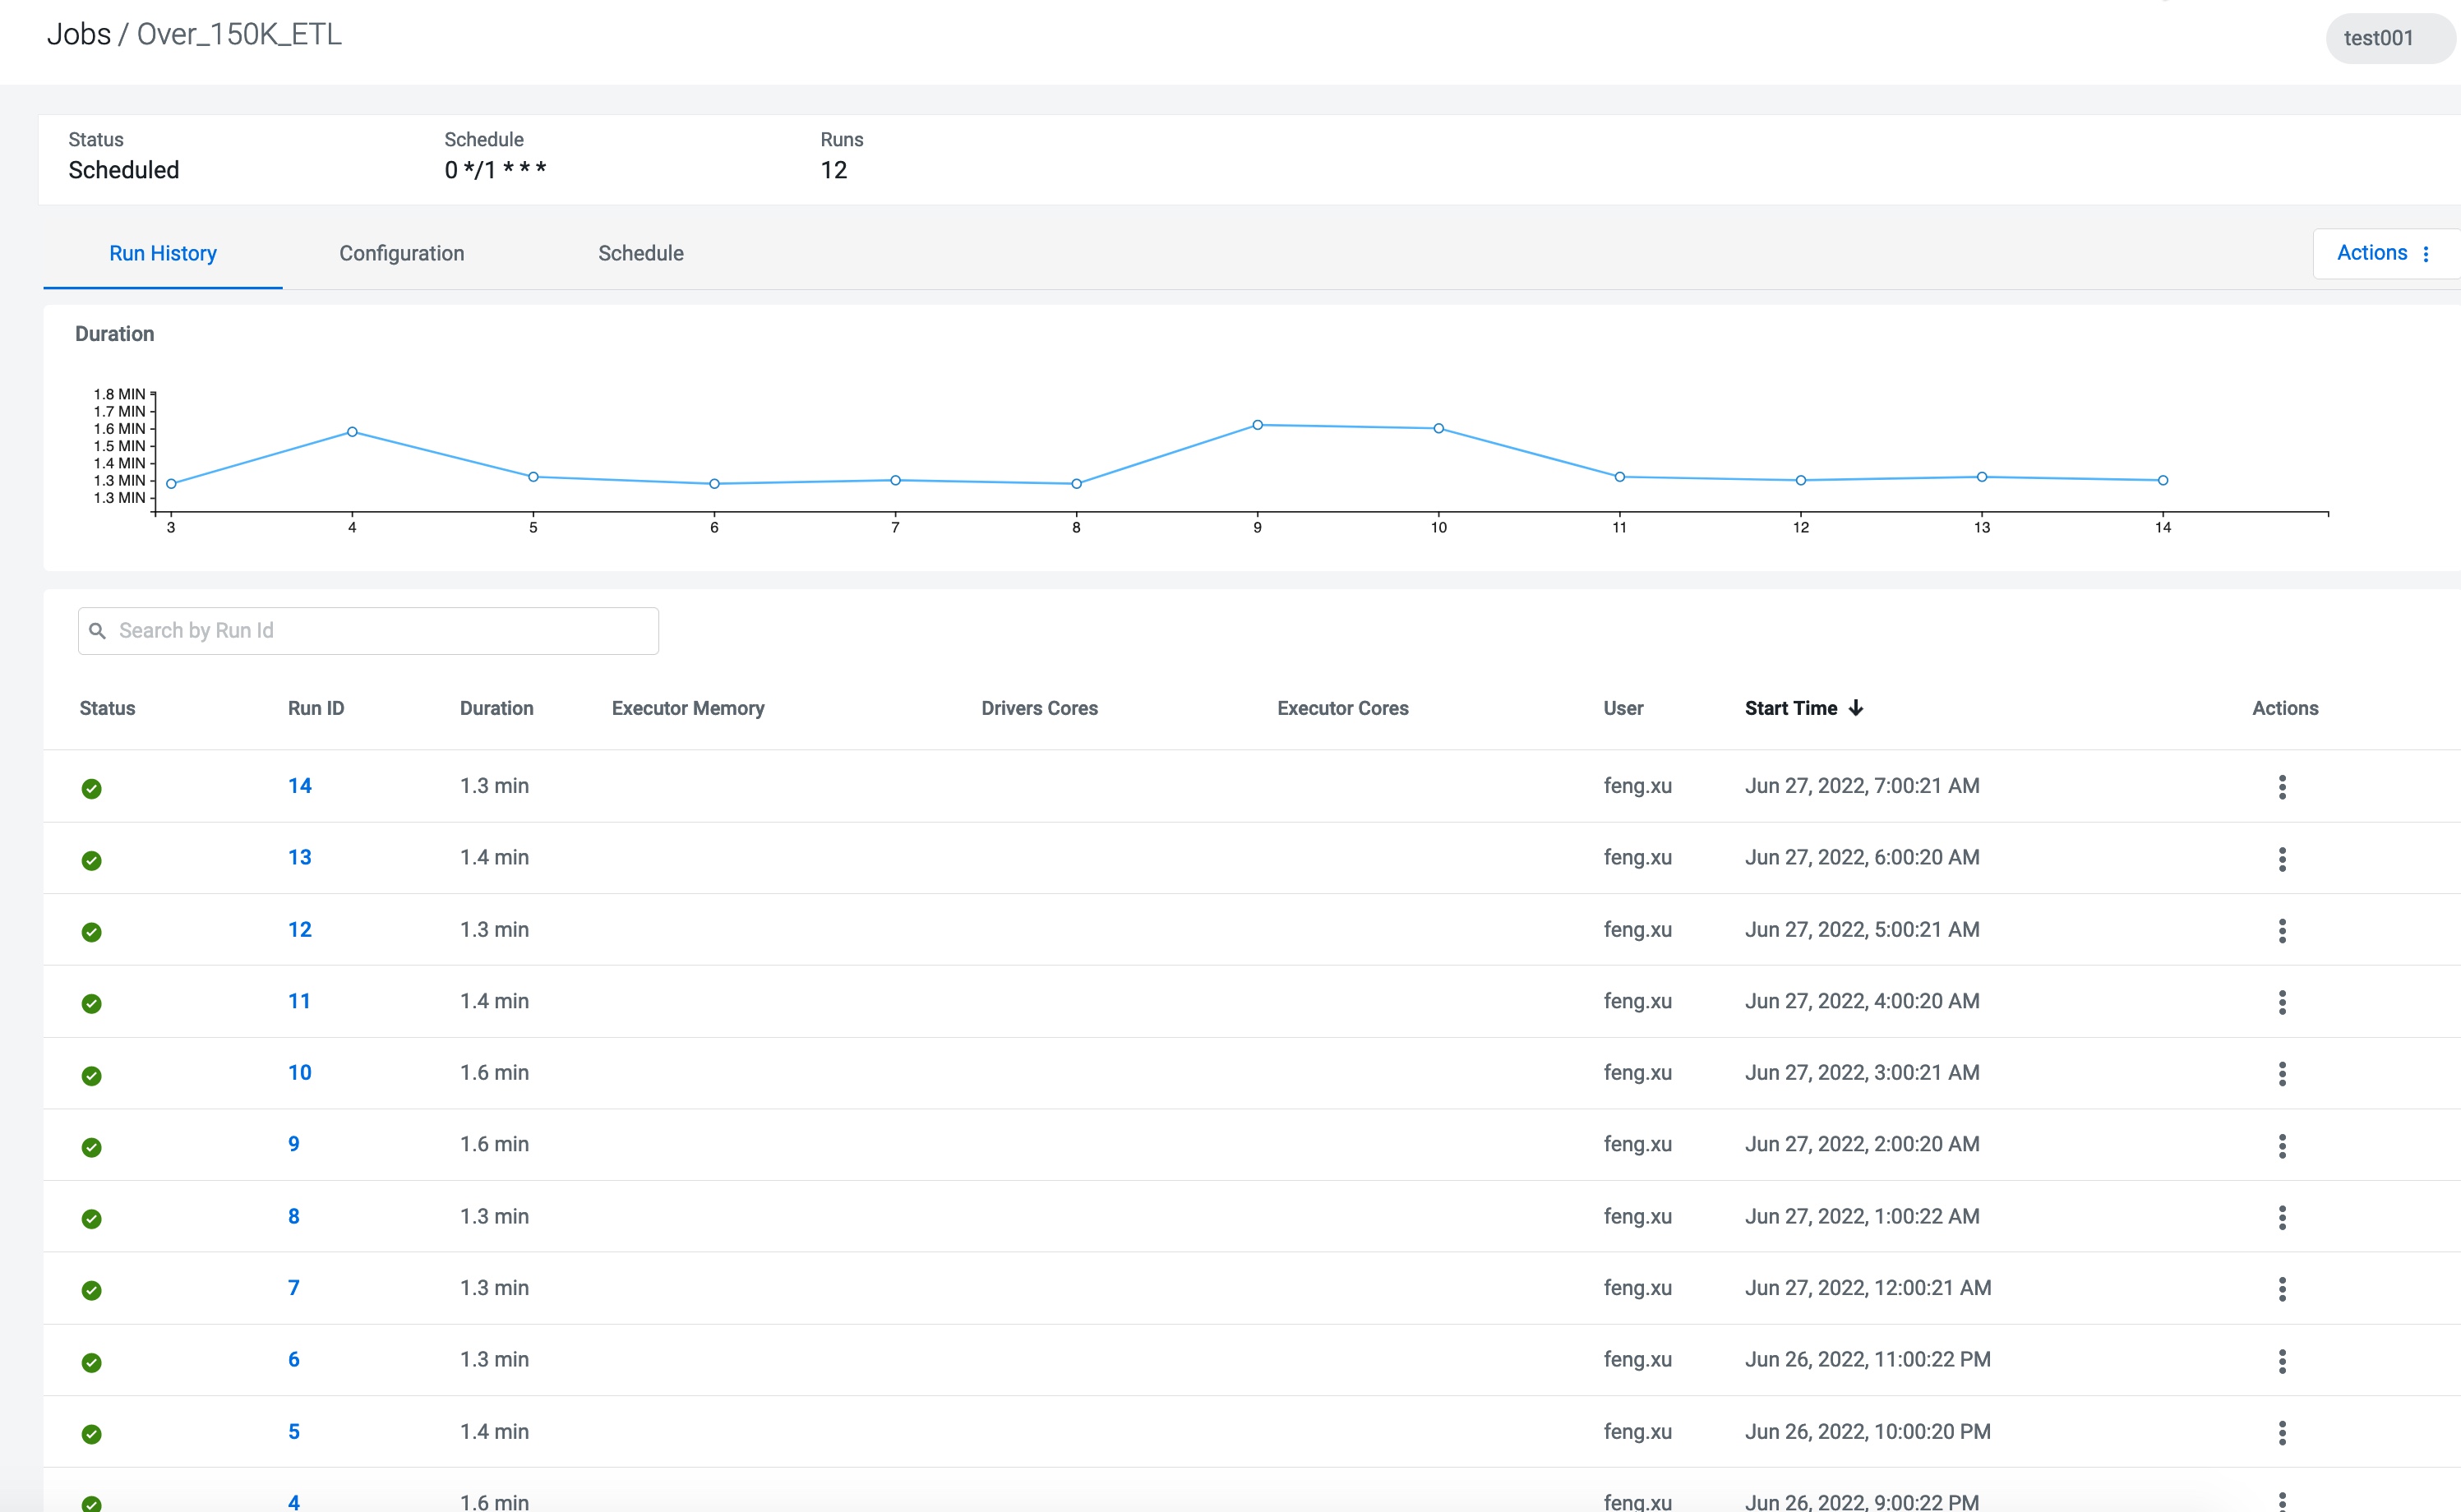 Jobs / Over_150K_ETL
test001
Status Schedule Runs
Scheduled 0 */1 * * * 12
Run History Configuration Schedule Actions
Duration
1.8 MIN
1.7 MIN
1.6 MIN
1.5 MIN
1.4 MIN
1.3 MIN
1.3 MIN
3 4 5 6 7 8 9 10 11 12 13 14
Search by Run Id
Status Run ID Duration Executor Memory Drivers Cores Executor Cores User Start Time Actions
14 1.3 min feng.xu Jun 27, 2022, 7:00:21 AM
13 1.4 min feng.xu Jun 27, 2022, 6:00:20 AM
12 1.3 min feng.xu Jun 27, 2022, 5:00:21 AM
11 1.4 min feng.xu Jun 27, 2022, 4:00:20 AM
10 1.6 min feng.xu Jun 27, 2022, 3:00:21 AM
9 1.6 min feng.xu Jun 27, 2022, 2:00:20 AM
8 1.3 min feng.xu Jun 27, 2022, 1:00:22 AM
7 1.3 min feng.xu Jun 27, 2022, 12:00:21 AM
6 1.3 min feng.xu Jun 26, 2022, 11:00:22 PM
5 1.4 min feng.xu Jun 26, 2022, 10:00:20 PM
4 1.6 min feng.xu Jun 26, 2022, 9:00:22 PM